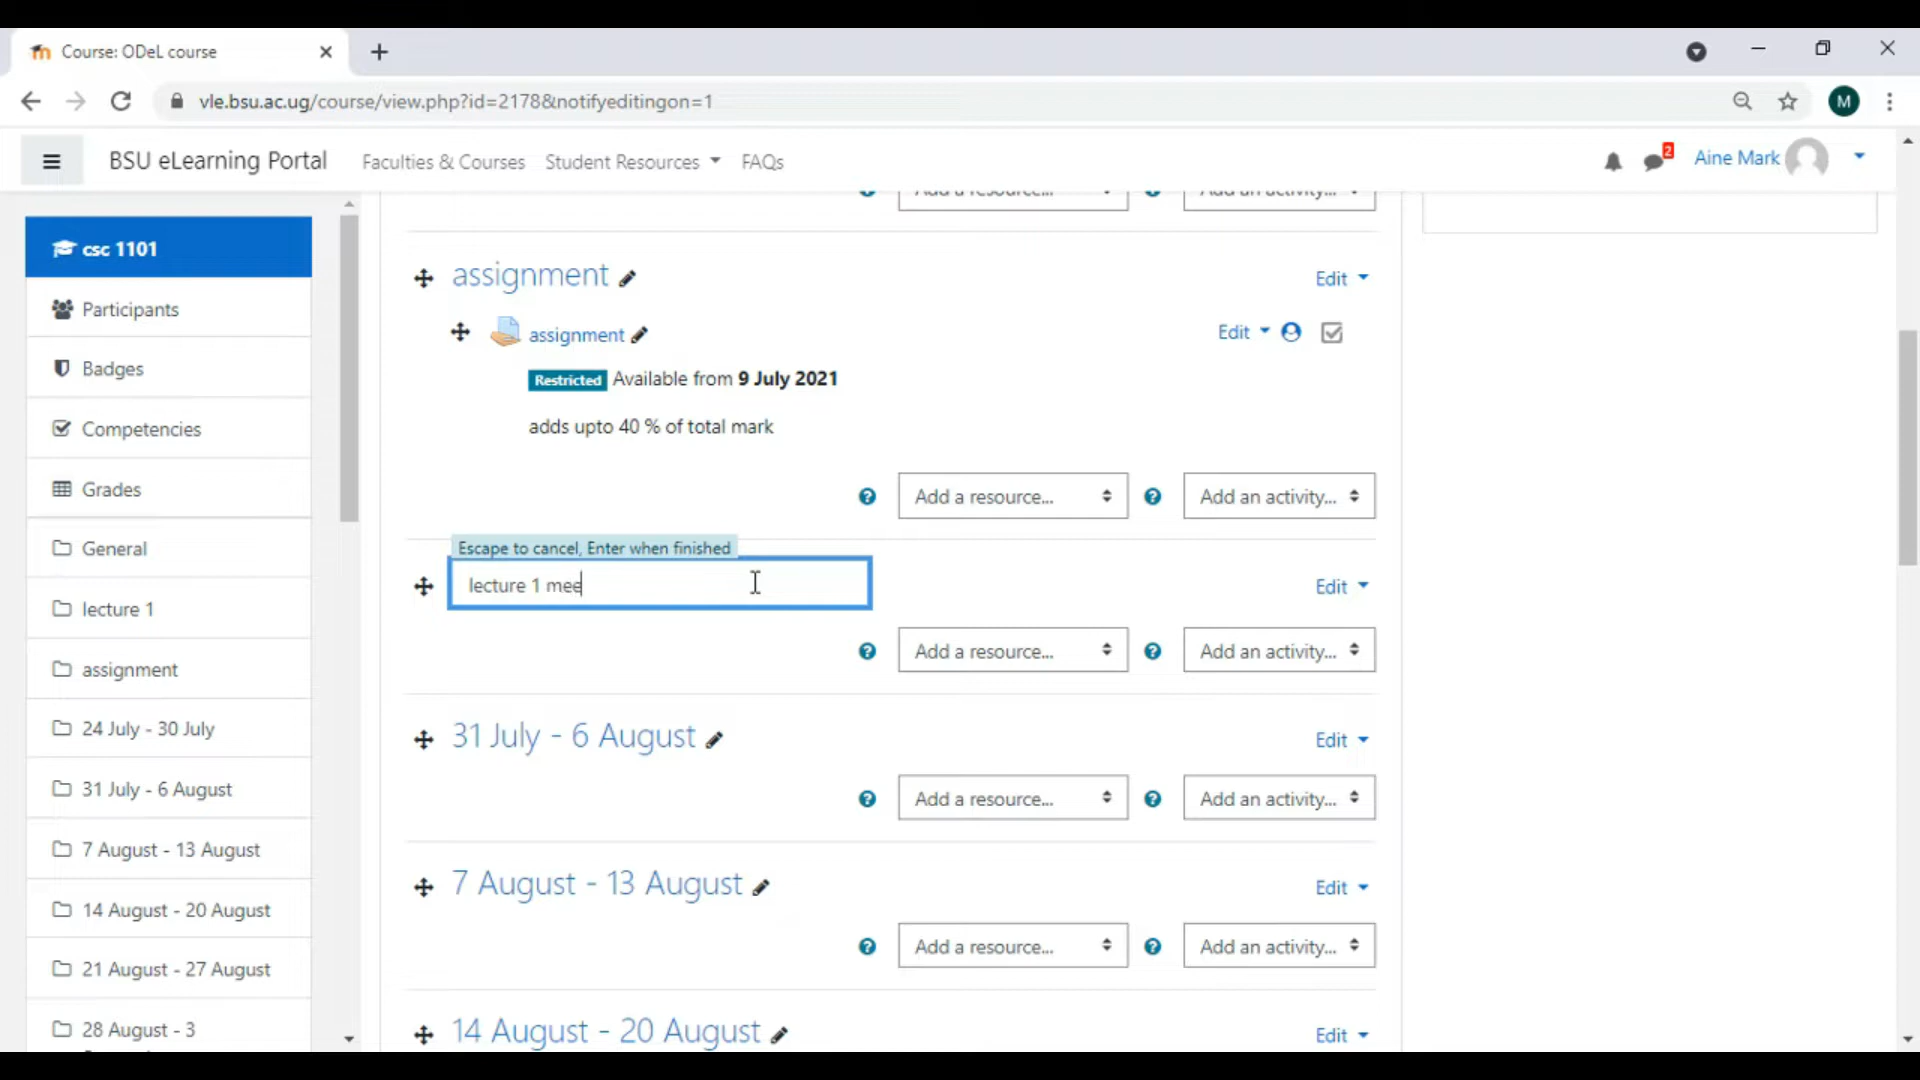 Course: ODeL course
vle.bsu.ac.ug/course/view.php?id=2178&notifyeditingon=1
M
BSU eLearning Portal
Faculties & Courses
Student Resources
FAQs
2
Aine Mark
csc 1101
Participants
Badges
Competencies
Grades
General
lecture 1
assignment
24 July - 30 July
31 July - 6 August
7 August - 13 August
14 August - 20 August
21 August - 27 August
28 August - 3
Add a resource...
Add an activity...
assignment
Edit
assignment
Edit
Restricted Available from 9 July 2021
adds upto 40 % of total mark
Add a resource...
Add an activity...
Escape to cancel, Enter when finished
lecture 1 mee
Edit
Add a resource...
Add an activity...
31 July - 6 August
Edit
Add a resource...
Add an activity...
7 August - 13 August
Edit
Add a resource...
Add an activity...
14 August - 20 August
Edit